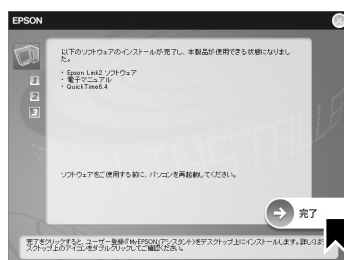 EPSON
以下のソフトウェアのインストールが完了し、本製品が使用できる状態になりまし
た。
・ Epson Link2 ソフトウェア
・ 電子マニュアル
・ QuickTime6.4
1
2
3
ソフトウェアをご使用する前に、パソコンを再起動してください。
完了
完了をクリックすると、ユーザー登録「MyEPSON」アシスタント」をデスクトップ上にインストールします。詳しくは
スクトップ上のアイコンをダブルクリックしてご確認ください。